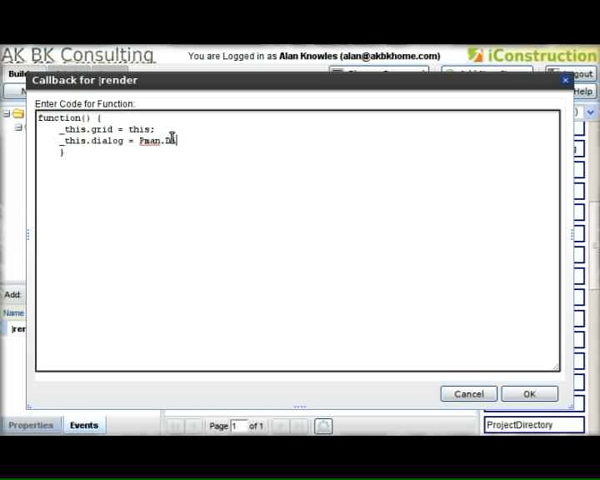 AK BK Consulting
You are Logged in as Alan Knowles (alan@akbkhome.com)
iConstruction
Callback for |render
Help
Enter Code for Function:
function() {
_this.grid = this;
_this.dialog = Pman.D
}
Add:
Name
Cancel
OK
Properties
Events
Page 1 of 1
ProjectDirectory